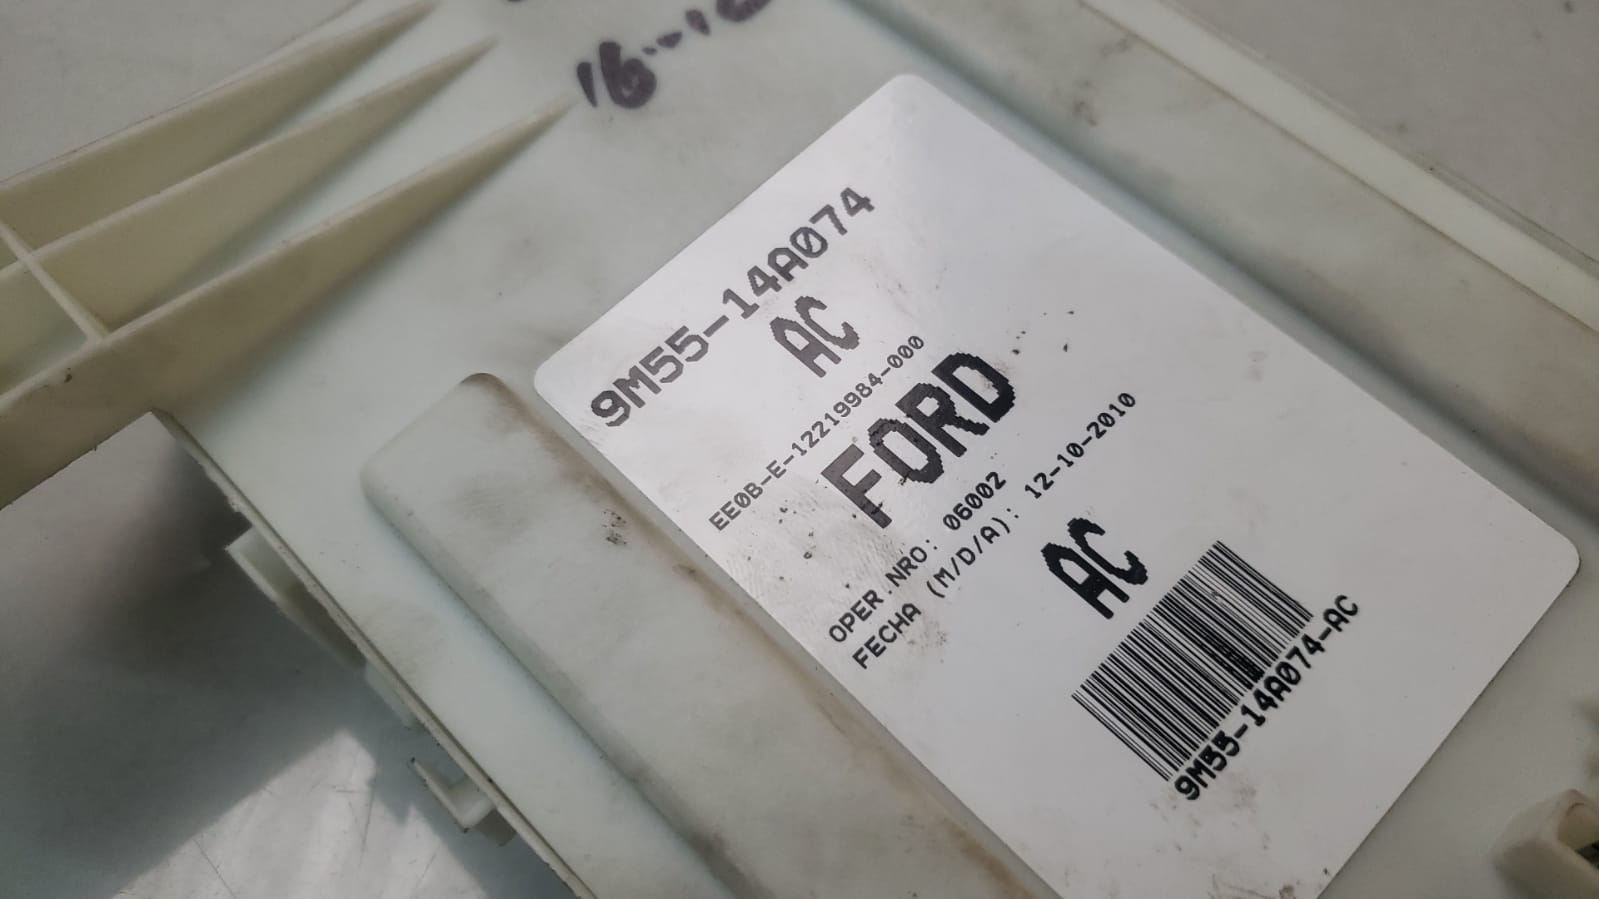 9M55-14A074
AC
EE0B-E-12219984-000
FORD
OPER.NRO: 06002
FECHA (M/D/A): 12-10-2010
AC
9M55-14A074-AC